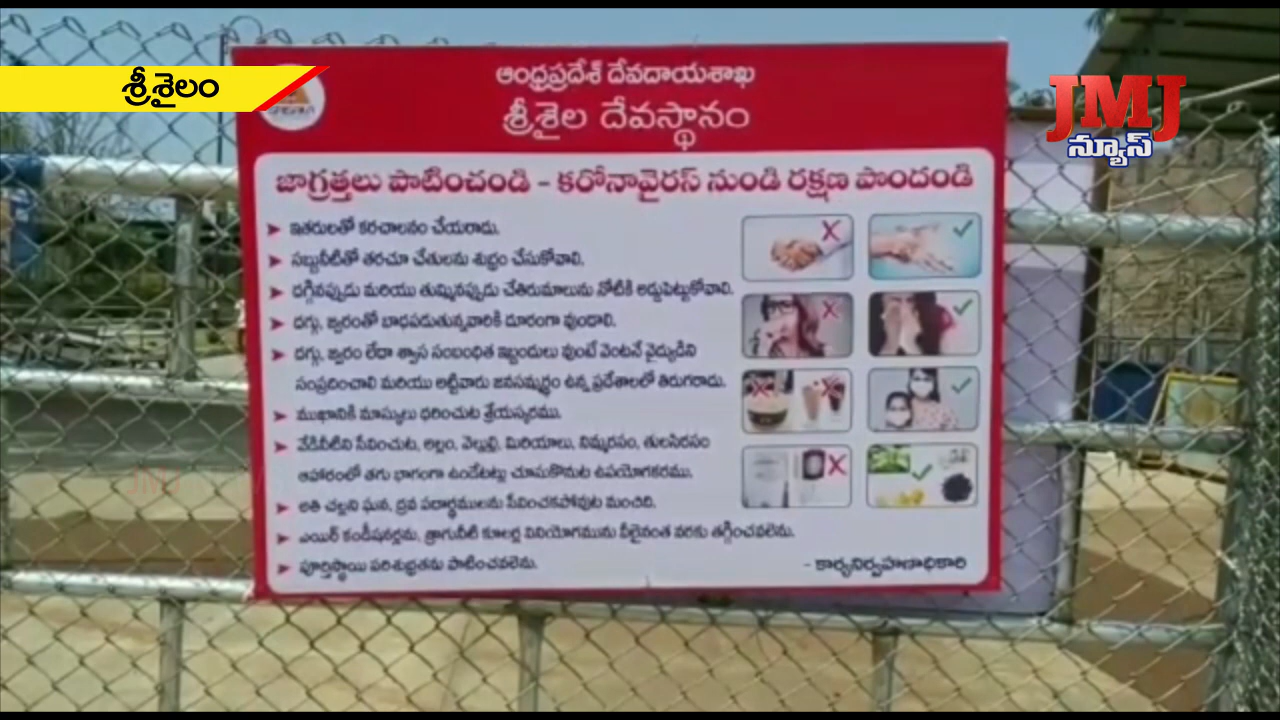 శ్రీశైలం
JMJ
న్యూస్
ఆంధ్రప్రదేశ్ దేవదాయశాఖ
శ్రీశైల దేవస్థానం
జాగ్రత్తలు పాటించండి - కరోనావైరస్ నుండి రక్షణ పొందండి
ఇతరులతో కరచాలనం చేయరాదు.
సబ్బునీటితో తరచూ చేతులను శుభ్రం చేసుకోవాలి.
దగ్గినప్పుడు మరియు తుమ్మినప్పుడు చేతిరుమాలును నోటికి అడ్డుపెట్టుకోవాలి.
దగ్గు, జ్వరంతో బాధపడుతున్నవారికి దూరంగా వుండాలి.
దగ్గు, జ్వరం లేదా శ్వాస సంబంధిత ఇబ్బందులు వుంటే వెంటనే వైద్యుడిని
సంప్రదించాలి మరియు అట్టివారు జనసమ్మర్ధం ఉన్న ప్రదేశాలలో తిరుగరాదు.
ముఖానికి మాస్కులు ధరించుట శ్రేయస్కరము.
వేడినీటిని సేవించుట, అల్లం, వెల్లుల్లి, మిరియాలు, నిమ్మరసం, తులసిరసం
ఆహారంలో తగు భాగంగా ఉండేటట్లు చూసుకొనుట ఉపయోగకరము.
అతి చల్లని ఘన, ద్రవ పదార్థములను సేవించకపోవుట మంచిది.
ఎయిర్ కండీషనర్లను, త్రాగునీటి కూలర్ల వినియోగమును వీలైనంత వరకు తగ్గించవలెను.
పూర్తిస్థాయి పరిశుభ్రతను పాటించవలెను.
- కార్యనిర్వహణాధికారి